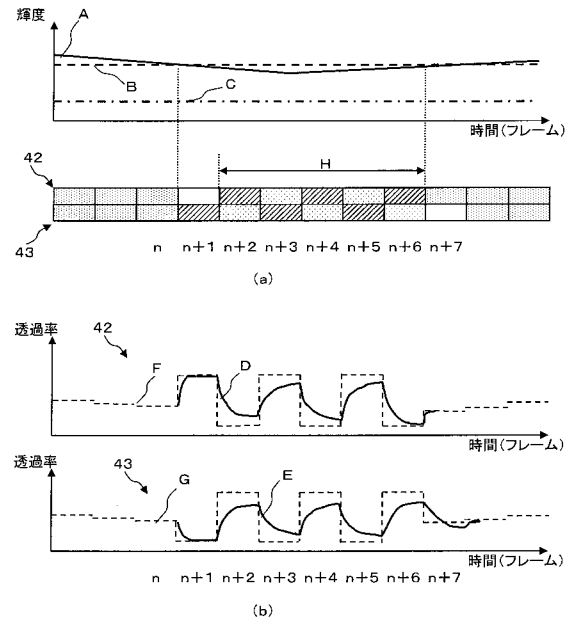 輝度
A
B
C
時間(フレーム)
H
42
43
n n+1 n+2 n+3 n+4 n+5 n+6 n+7
(a)
透過率
42
F
D
時間(フレーム)
透過率
43
G
E
時間(フレーム)
n n+1 n+2 n+3 n+4 n+5 n+6 n+7
(b)